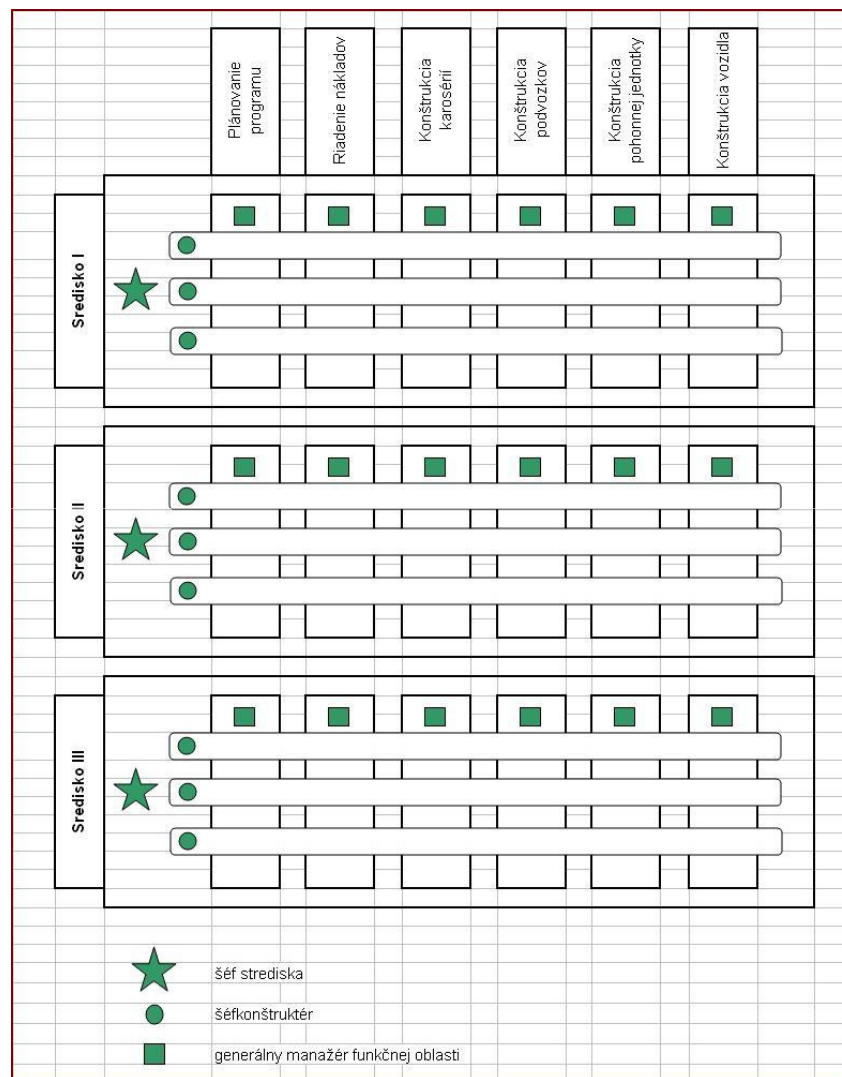 Plánovanie
programu
Riadenie nákladov
Konštrukcia
karosérií
Konštrukcia
podvozkov
Konštrukcia
pohonnej jednotky
Konštrukcia vozidla
Sredisko I
Sredisko II
Sredisko III
šéf strediska
šéfkonštruktér
generálny manažér funkčnej oblasti